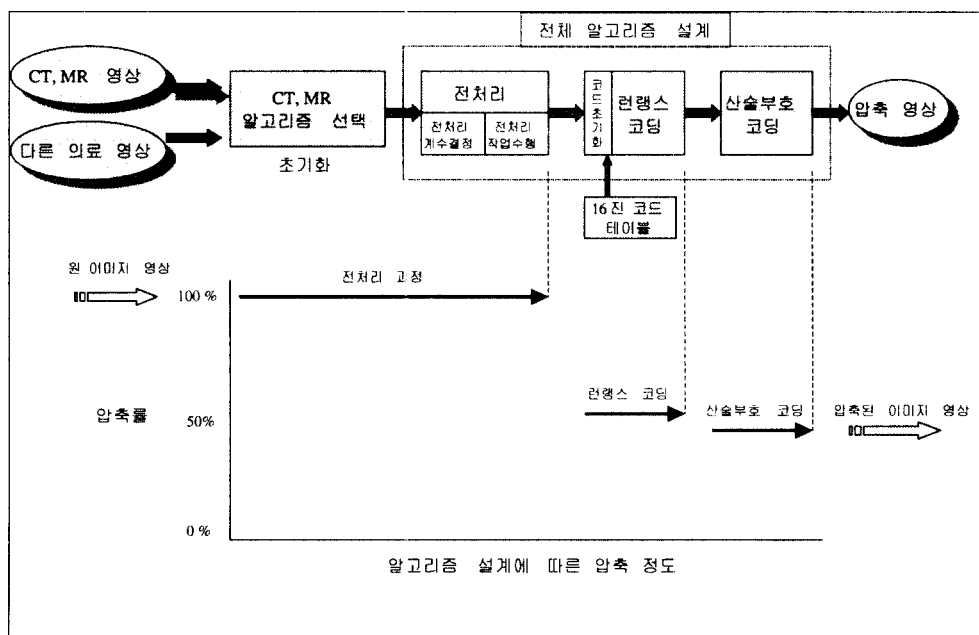 전체 알고리즘 설계
CT, MR 영상
다른 의료 영상
CT, MR
알고리즘 선택
초기화
전처리
전처리
계수결정
전처리
작업수행
코드초기화
런랭스
코딩
산술부호
코딩
압축 영상
16진 코드
테이블
원 이미지 영상
100 %
전처리 과정
압축률
50%
런랭스 코딩
산술부호 코딩
압축된 이미지 영상
0 %
알고리즘 설계에 따른 압축 정도